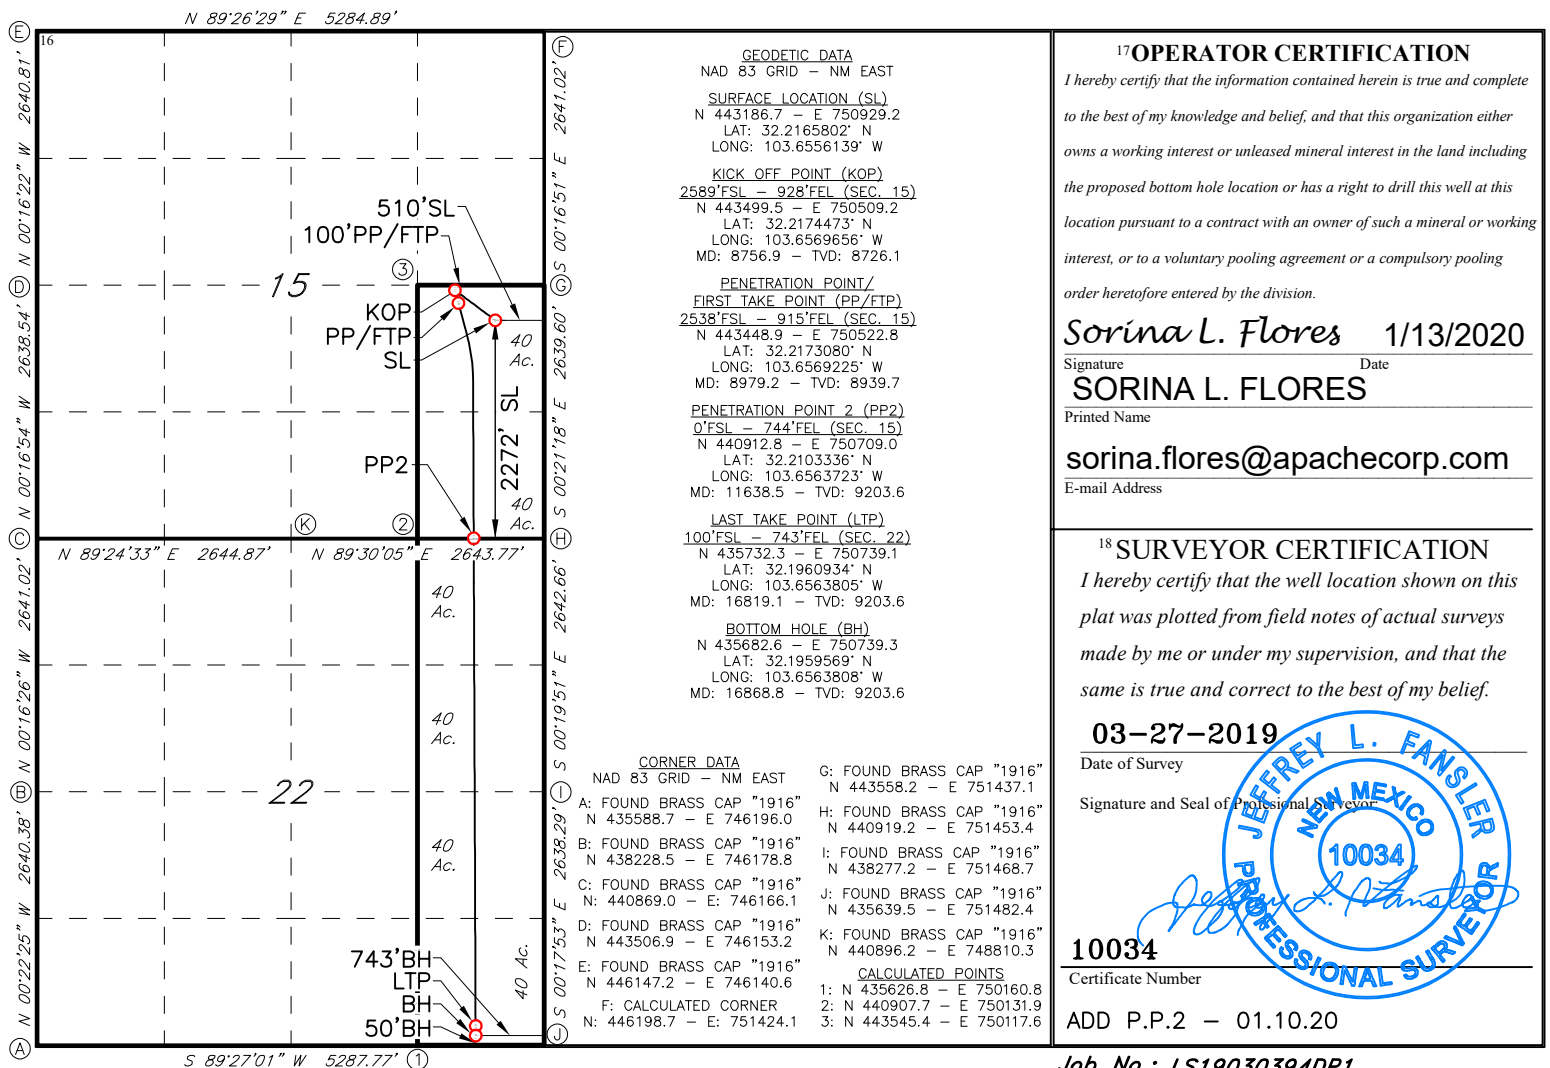 N 89°26'29" E 5284.89'
16
E
F
N 00°16'22" W 2640.81'
S 00°16'51" E 2641.02'
510'SL
100'PP/FTP
3
D
15
G
KOP
PP/FTP
SL
40
Ac.
N 00°16'54" W 2638.54'
S 00°21'18" E 2639.60'
2272' SL
PP2
40
Ac.
K
2
C
H
N 89°24'33" E 2644.87'
N 89°30'05" E 2643.77'
40
Ac.
N 00°16'26" W 2641.02'
S 00°19'51" E 2642.66'
40
Ac.
B
22
I
40
Ac.
N 00°22'25" W 2640.38'
S 00°17'53" E 2638.29'
743'BH
LTP
BH
50'BH
40 Ac.
A
J
S 89°27'01" W 5287.77'
1
GEODETIC DATA
NAD 83 GRID – NM EAST
SURFACE LOCATION (SL)
N 443186.7 – E 750929.2
LAT: 32.2165802° N
LONG: 103.6556139° W
KICK OFF POINT (KOP)
2589'FSL – 928'FEL (SEC. 15)
N 443499.5 – E 750509.2
LAT: 32.2174473° N
LONG: 103.6569656° W
MD: 8756.9 – TVD: 8726.1
PENETRATION POINT/
FIRST TAKE POINT (PP/FTP)
2538'FSL – 915'FEL (SEC. 15)
N 443448.9 – E 750522.8
LAT: 32.2173080° N
LONG: 103.6569225° W
MD: 8979.2 – TVD: 8939.7
PENETRATION POINT 2 (PP2)
0'FSL – 744'FEL (SEC. 15)
N 440912.8 – E 750709.0
LAT: 32.2103336° N
LONG: 103.6563723° W
MD: 11638.5 – TVD: 9203.6
LAST TAKE POINT (LTP)
100'FSL – 743'FEL (SEC. 22)
N 435732.3 – E 750739.1
LAT: 32.1960934° N
LONG: 103.6563805° W
MD: 16819.1 – TVD: 9203.6
BOTTOM HOLE (BH)
N 435682.6 – E 750739.3
LAT: 32.1959569° N
LONG: 103.6563808° W
MD: 16868.8 – TVD: 9203.6
CORNER DATA
NAD 83 GRID – NM EAST
A: FOUND BRASS CAP "1916"
N 435588.7 – E 746196.0
B: FOUND BRASS CAP "1916"
N 438228.5 – E 746178.8
C: FOUND BRASS CAP "1916"
N: 440869.0 – E: 746166.1
D: FOUND BRASS CAP "1916"
N 443506.9 – E 746153.2
E: FOUND BRASS CAP "1916"
N 446147.2 – E 746140.6
F: CALCULATED CORNER
N: 446198.7 – E: 751424.1
G: FOUND BRASS CAP "1916"
N 443558.2 – E 751437.1
H: FOUND BRASS CAP "1916"
N 440919.2 – E 751453.4
I: FOUND BRASS CAP "1916"
N 438277.2 – E 751468.7
J: FOUND BRASS CAP "1916"
N 435639.5 – E 751482.4
K: FOUND BRASS CAP "1916"
N 440896.2 – E 748810.3
CALCULATED POINTS
1: N 435626.8 – E 750160.8
2: N 440907.7 – E 750131.9
3: N 443545.4 – E 750117.6
17 OPERATOR CERTIFICATION
I hereby certify that the information contained herein is true and complete
to the best of my knowledge and belief, and that this organization either
owns a working interest or unleased mineral interest in the land including
the proposed bottom hole location or has a right to drill this well at this
location pursuant to a contract with an owner of such a mineral or working
interest, or to a voluntary pooling agreement or a compulsory pooling
order heretofore entered by the division.
Sorina L. Flores 1/13/2020
Signature Date
SORINA L. FLORES
Printed Name
sorina.flores@apachecorp.com
E-mail Address
18 SURVEYOR CERTIFICATION
I hereby certify that the well location shown on this
plat was plotted from field notes of actual surveys
made by me or under my supervision, and that the
same is true and correct to the best of my belief.
03-27-2019
Date of Survey
Signature and Seal of Profesional Surveyor:
JEFFREY L. FANSLER
NEW MEXICO
10034
PROFESSIONAL SURVEYOR
Jeffrey L. Fansler
10034
Certificate Number
ADD P.P.2 – 01.10.20
Job No.: LS19030394DR1